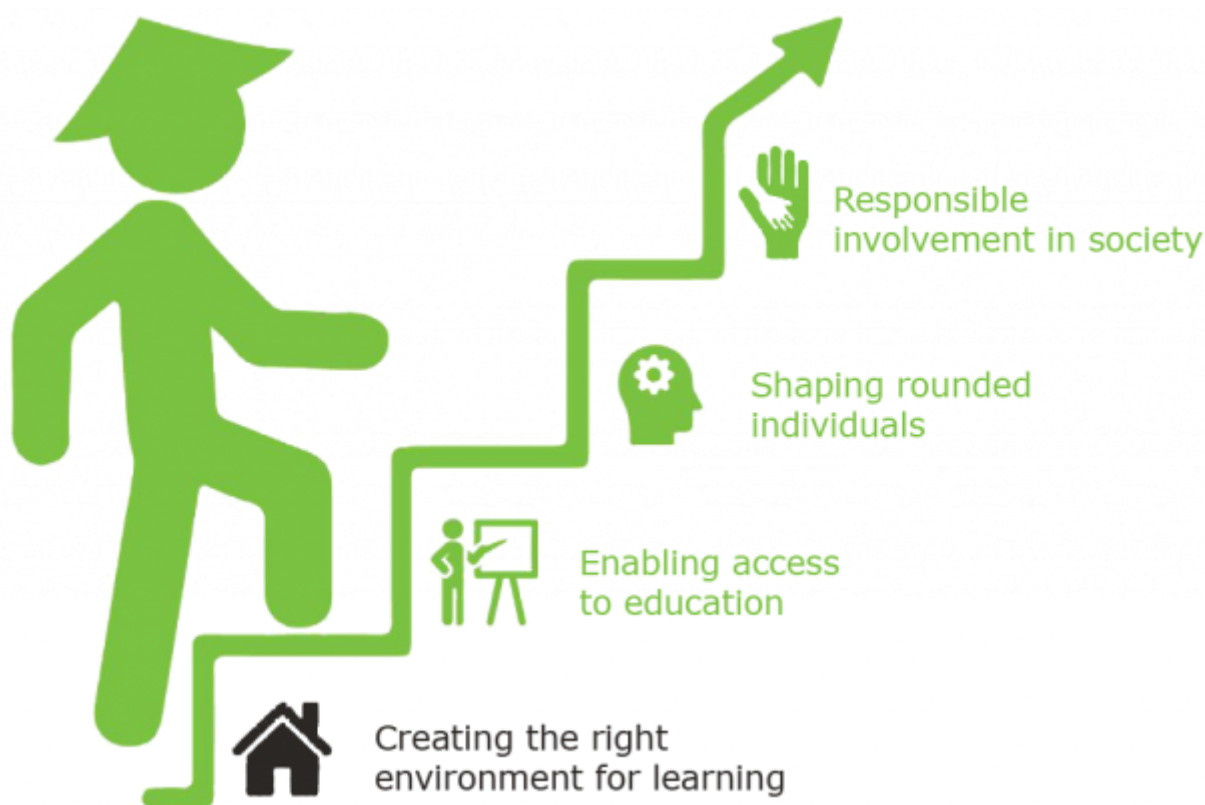 Responsible
involvement in society
Shaping rounded
individuals
Enabling access
to education
Creating the right
environment for learning